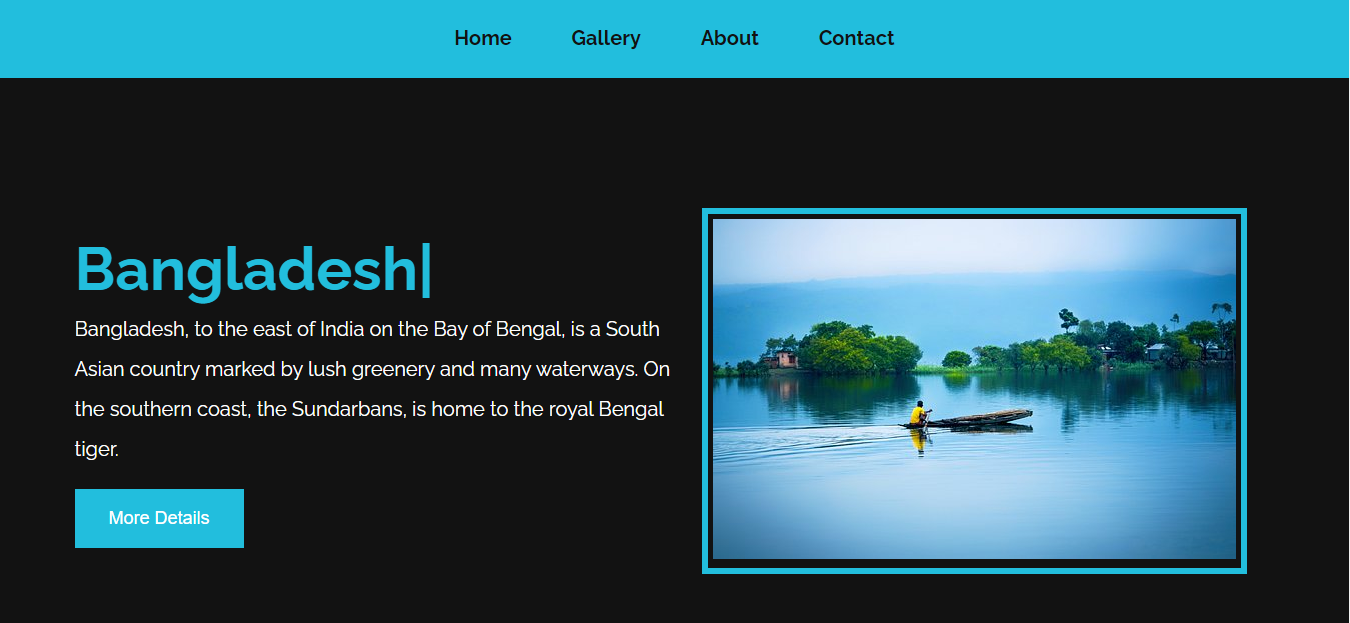 Home Gallery About Contact
Bangladesh|
Bangladesh, to the east of India on the Bay of Bengal, is a South
Asian country marked by lush greenery and many waterways. On
the southern coast, the Sundarbans, is home to the royal Bengal
tiger.
More Details